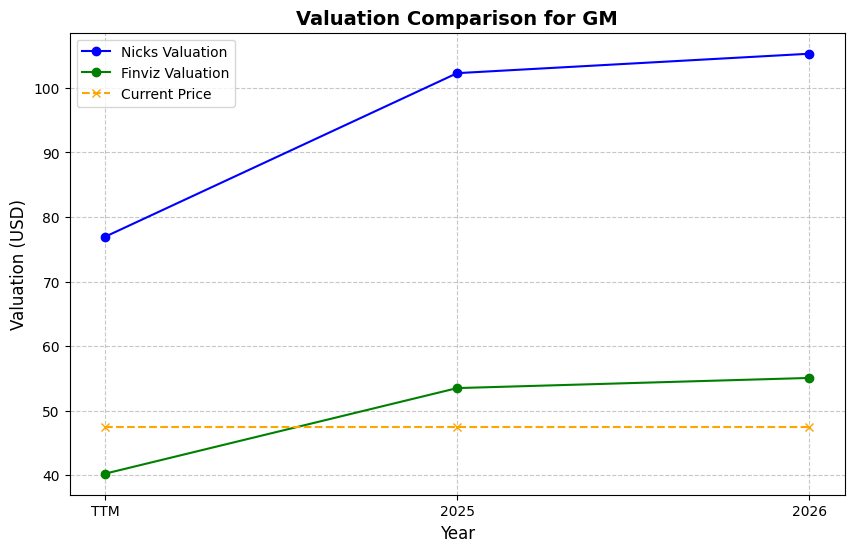 Valuation Comparison for GM
Nicks Valuation
Finviz Valuation
Current Price
Valuation (USD)
100
90
80
70
60
50
40
TTM
2025
2026
Year